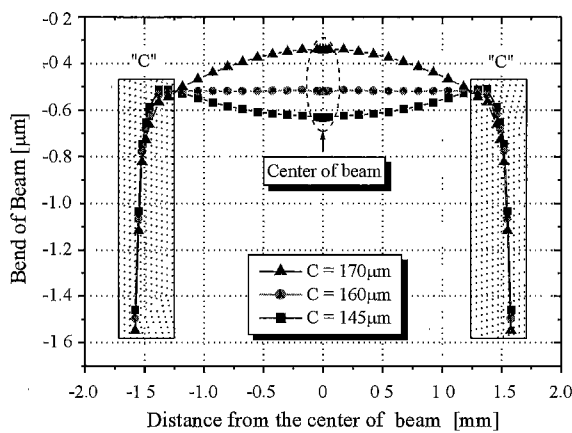 -0.2
-0.4
-0.6
-0.8
-1.0
-1.2
-1.4
-1 6
Bend of Beam [μm]
"C"
"C"
Center of beam
C = 170μm
C = 160μm
C = 145μm
-2.0 -1 5 -1.0 -0.5 0 0 0 5 1.0 1.5 2.0
Distance from the center of beam [mm]